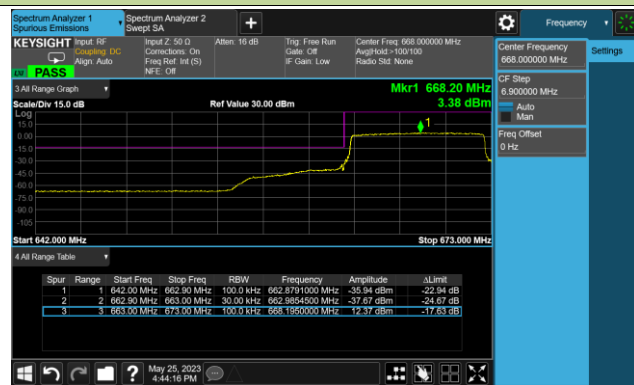 Spectrum Analyzer 1
Spurious Emissions
Spectrum Analyzer 2
Swept SA
Frequency
KEYSIGHT
Input: RF
Coupling: DC
Align: Auto
Input Z: 50 Ω
Corrections: On
Freq Ref: Int (S)
NFE: Off
Atten: 16 dB
Trig: Free Run
Gate: Off
IF Gain: Low
Center Freq: 668.000000 MHz
Avg|Hold:>100/100
Radio Std: None
PASS
Center Frequency
668.000000 MHz
Settings
CF Step
6.900000 MHz
Auto
Man
Freq Offset
0 Hz
3 All Range Graph
Mkr1 668.20 MHz
Scale/Div 15.0 dB
Ref Value 30.00 dBm
3.38 dBm
Log
15.0
0.00
-15.0
-30.0
-45.0
-60.0
-75.0
-90.0
-105
1
Start 642.000 MHz
Stop 673.000 MHz
4 All Range Table
Spur Range Start Freq Stop Freq RBW Frequency Amplitude ΔLimit
1 1 642.00 MHz 662.90 MHz 100.0 kHz 662.8791000 MHz -35.94 dBm -22.94 dB
2 2 662.90 MHz 663.00 MHz 30.00 kHz 662.9854500 MHz -37.67 dBm -24.67 dB
3 3 663.00 MHz 673.00 MHz 100.0 kHz 668.1950000 MHz 12.37 dBm -17.63 dB
May 25, 2023
4:44:16 PM